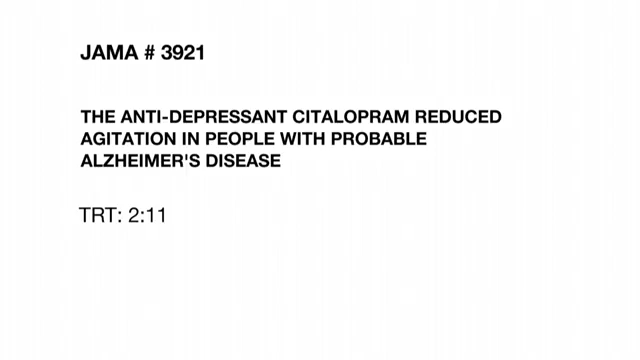 JAMA # 3921
THE ANTI-DEPRESSANT CITALOPRAM REDUCED
AGITATION IN PEOPLE WITH PROBABLE
ALZHEIMER'S DISEASE
TRT: 2:11